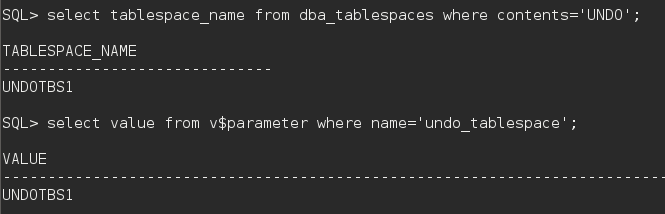 SQL> select tablespace_name from dba_tablespaces where contents='UNDO';
TABLESPACE_NAME
------------------------------
UNDOTBS1
SQL> select value from v$parameter where name='undo_tablespace';
VALUE
--------------------------------------------------------------------------------
UNDOTBS1